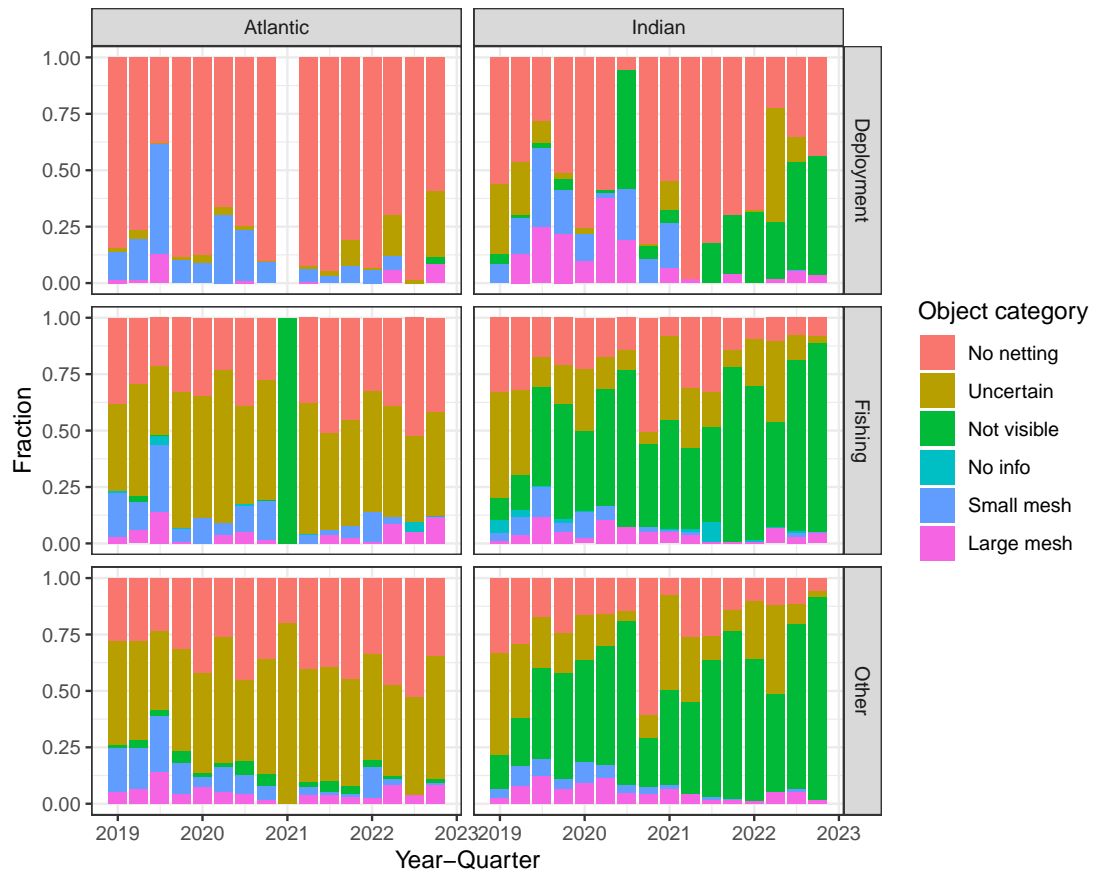 Atlantic Indian
1.00
0.75
0.50
0.25
0.00
Deployment
1.00
0.75
0.50
0.25
0.00
Fishing
1.00
0.75
0.50
0.25
0.00
Other
2019 2020 2021 2022 2023 2019 2020 2021 2022 2023
Year−Quarter
Fraction
Object category
No netting
Uncertain
Not visible
No info
Small mesh
Large mesh